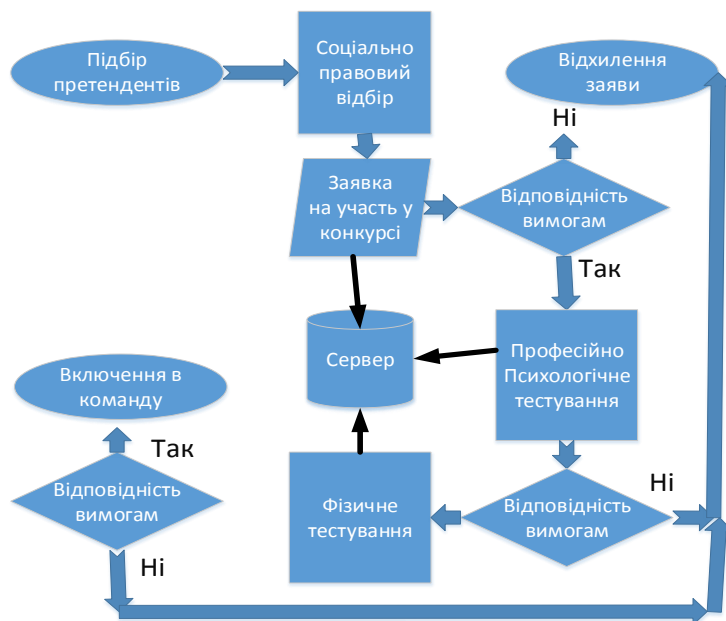 Підбір
претендентів
Соціально
правовий
відбір
Відхилення
заяви
Ні
Заявка
на участь у
конкурсі
Відповідність
вимогам
Так
Сервер
Професійно
Психологічне
тестування
Включення в
команду
Так
Відповідність
вимогам
Ні
Фізичне
тестування
Відповідність
вимогам
Ні